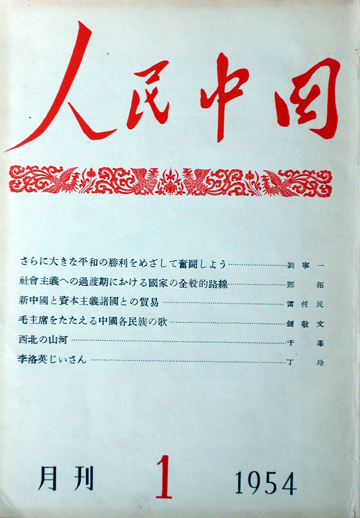 人民中国
さらに大きな平和の勝利をめざして奮闘しよう……劉寧一
社會主義への過渡期における國家の全般的路線……鄧拓
新中國と資本主義諸國との貿易……雷任民
毛主席をたたえる中國各民族の歌……鍾敬文
西北の山河……千峯
李洛英じぃさん……丁玲
月刊 1 1954